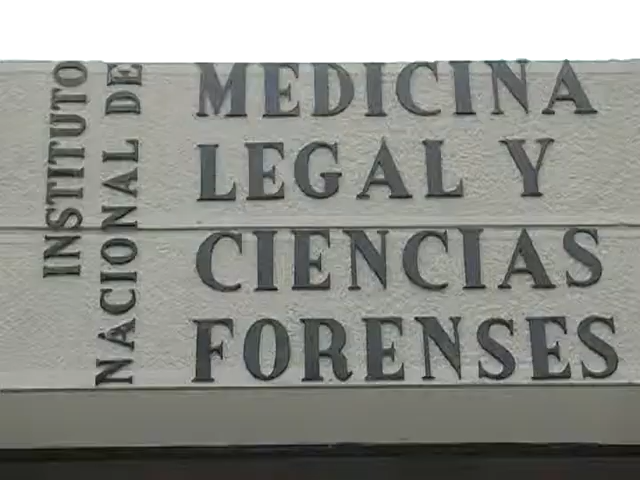 INSTITUTO
NACIONAL DE
MEDICINA
LEGAL Y
CIENCIAS
FORENSES